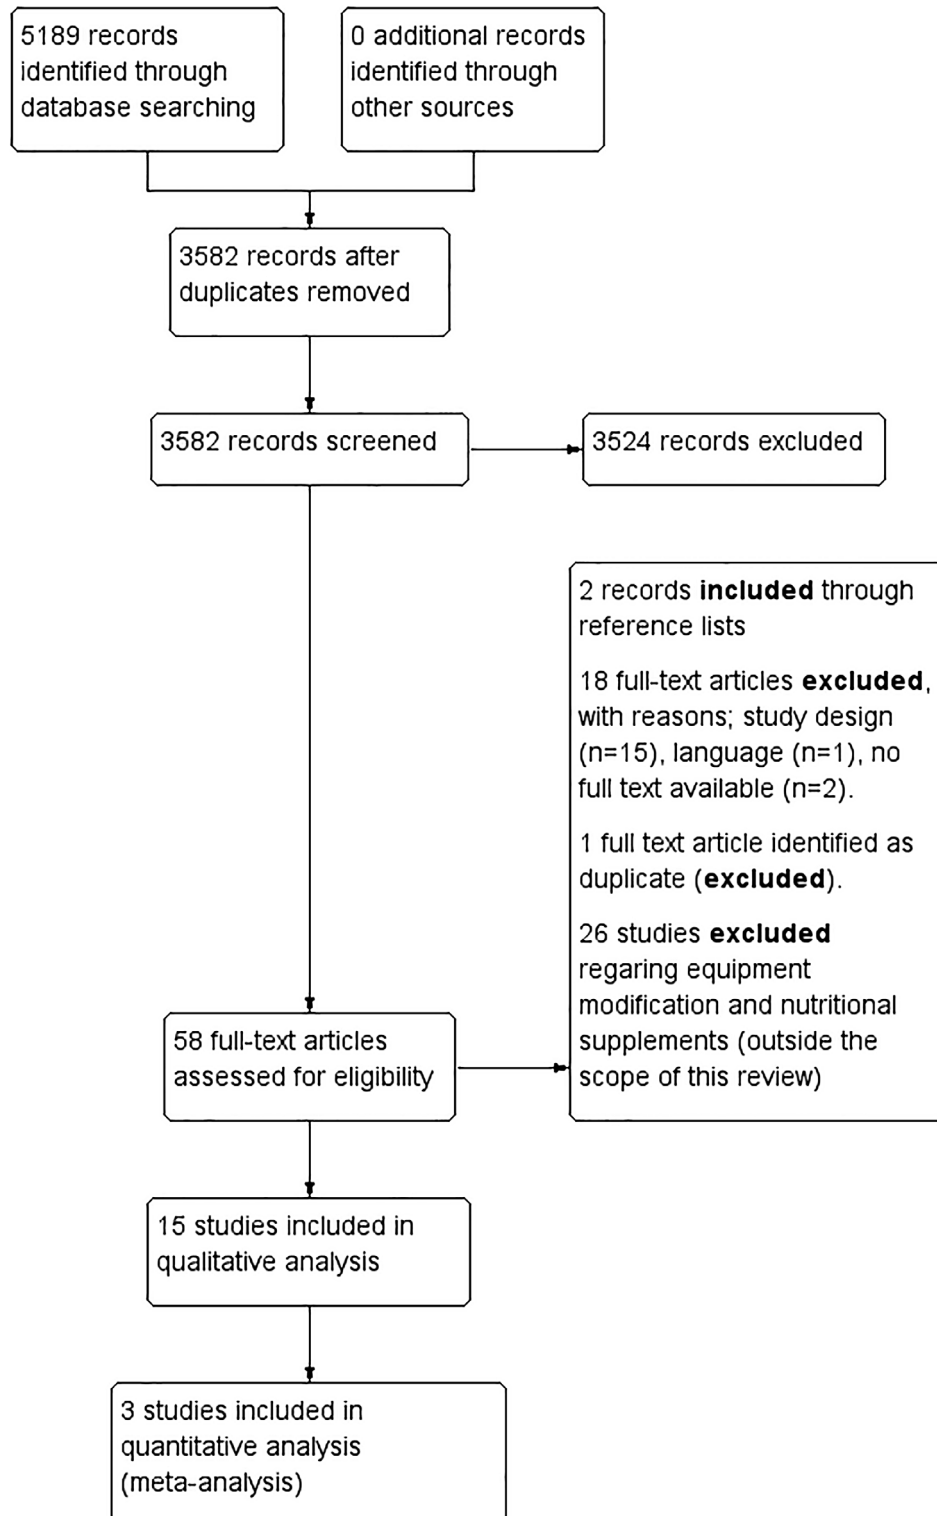 5189 records
identified through
database searching
0 additional records
identified through
other sources
3582 records after
duplicates removed
3582 records screened
3524 records excluded
2 records included through
reference lists
18 full-text articles excluded,
with reasons; study design
(n=15), language (n=1), no
full text available (n=2).
1 full text article identified as
duplicate (excluded).
26 studies excluded
regaring equipment
modification and nutritional
supplements (outside the
scope of this review)
58 full-text articles
assessed for eligibility
15 studies included in
qualitative analysis
3 studies included in
quantitative analysis
(meta-analysis)